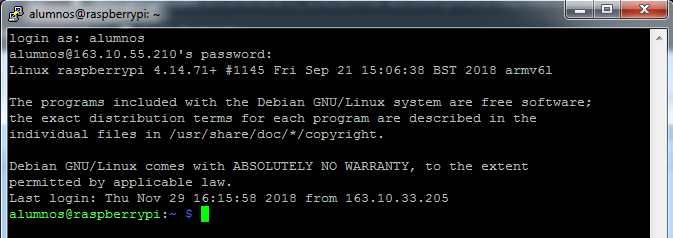 alumnos@raspberrypi: ~
login as: alumnos
alumnos@163.10.55.210's password:
Linux raspberrypi 4.14.71+ #1145 Fri Sep 21 15:06:38 BST 2018 armv6l
The programs included with the Debian GNU/Linux system are free software;
the exact distribution terms for each program are described in the
individual files in /usr/share/doc/*/copyright.
Debian GNU/Linux comes with ABSOLUTELY NO WARRANTY, to the extent
permitted by applicable law.
Last login: Thu Nov 29 16:15:58 2018 from 163.10.33.205
alumnos@raspberrypi:~ $